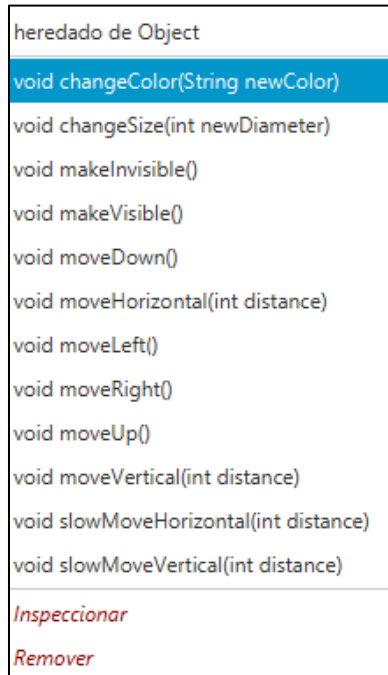 heredado de Object
void changeColor(String newColor)
void changeSize(int newDiameter)
void makeInvisible()
void makeVisible()
void moveDown()
void moveHorizontal(int distance)
void moveLeft()
void moveRight()
void moveUp()
void moveVertical(int distance)
void slowMoveHorizontal(int distance)
void slowMoveVertical(int distance)
Inspeccionar
Remover